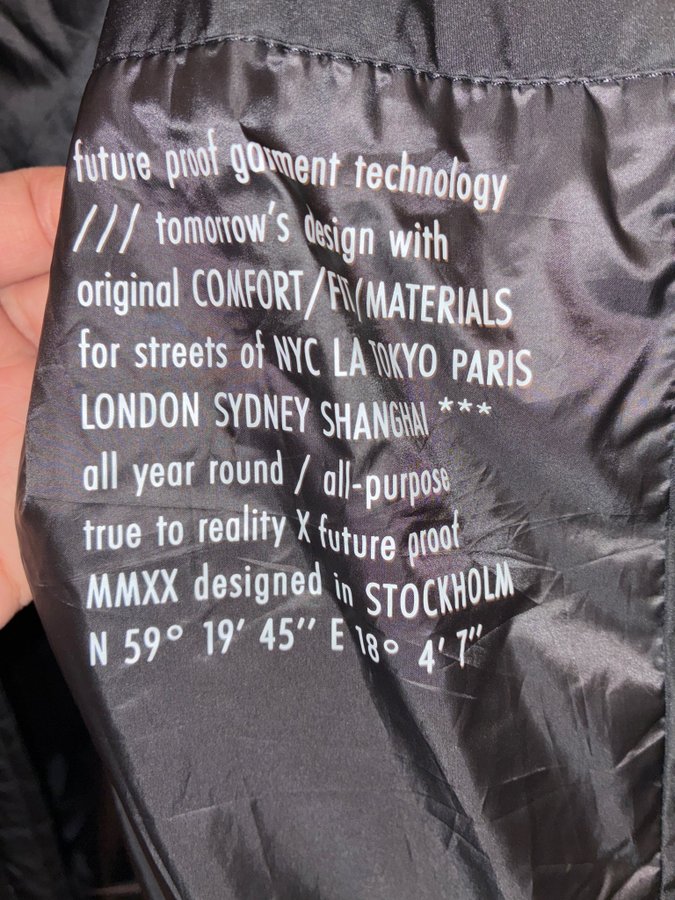 future proof garment technology
/// tomorrow's design with
original COMFORT/FIT/MATERIALS
for streets of NYC LA TOKYO PARIS
LONDON SYDNEY SHANGHAI ***
all year round / all-purpose
true to reality X future proof
MMXX designed in STOCKHOLM
N 59° 19' 45'' E 18° 4' 7''